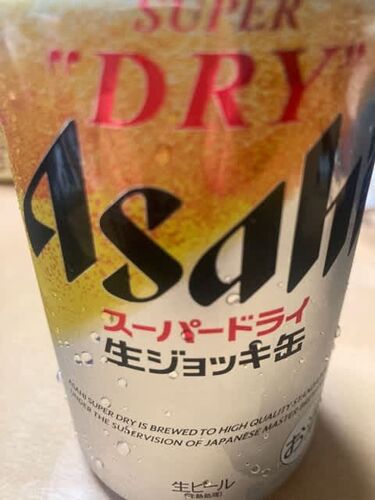 SUPER
"DRY"
Asahi
スーパードライ
生ジョッキ缶
ASAHI SUPER DRY IS BREWED TO HIGH QUALITY
UNDER THE SUPERVISION OF JAPANESE MASTER
生ビール